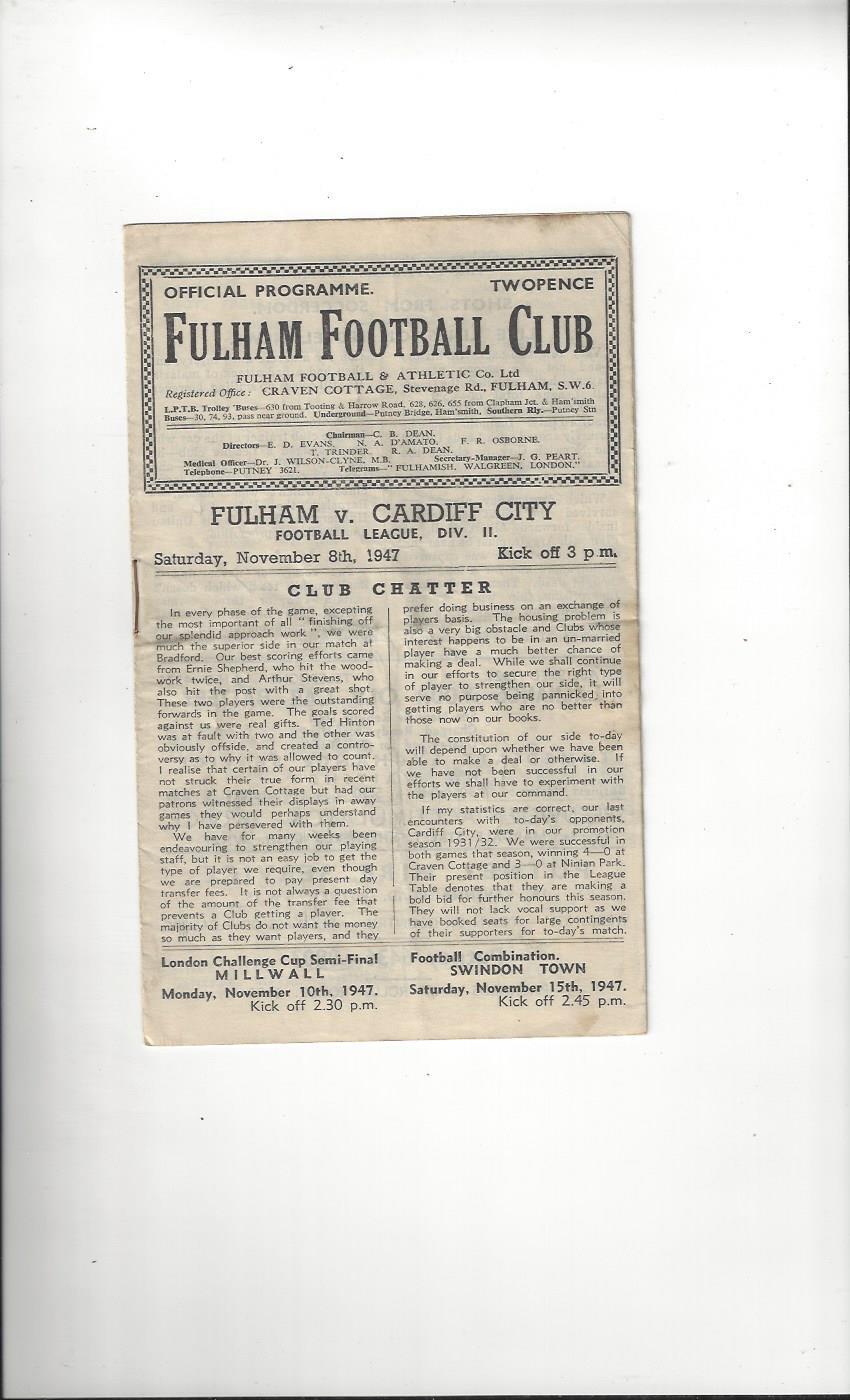 OFFICIAL PROGRAMME. TWOPENCE
FULHAM FOOTBALL CLUB
FULHAM FOOTBALL & ATHLETIC Co. Ltd
Registered Office: CRAVEN COTTAGE, Stevenage Rd., FULHAM, S.W.6.
L.P.T.B. Trolley 'Buses—630 from Tooting & Harrow Road, 628, 626, 655 from Clapham Jct. & Ham'smith
Buses—30, 74, 93, pass near ground. Underground—Putney Bridge, Ham'smith, Southern Rly.—Putney Stn
Chairman—C. B. DEAN.
Directors—E. D. EVANS. N. A. D'AMATO. F. R. OSBORNE.
T. TRINDER. R. A. DEAN.
Medical Officer—Dr. J. WILSON-CLYNE, M.B. Secretary-Manager—J. G. PEART.
Telephone—PUTNEY 3621. Telegrams—"FULHAMISH, WALGREEN, LONDON."
FULHAM v. CARDIFF CITY
FOOTBALL LEAGUE, DIV. II.
Saturday, November 8th, 1947 Kick off 3 p.m.
CLUB CHATTER
In every phase of the game, excepting
the most important of all " finishing off
our splendid approach work ", we were
much the superior side in our match at
Bradford. Our best scoring efforts came
from Ernie Shepherd, who hit the wood-
work twice, and Arthur Stevens, who
also hit the post with a great shot.
These two players were the outstanding
forwards in the game. The goals scored
against us were real gifts. Ted Hinton
was at fault with two and the other was
obviously offside, and created a contro-
versy as to why it was allowed to count.
I realise that certain of our players have
not struck their true form in recent
matches at Craven Cottage but had our
patrons witnessed their displays in away
games they would perhaps understand
why I have persevered with them.
We have for many weeks been
endeavouring to strengthen our playing
staff, but it is not an easy job to get the
type of player we require, even though
we are prepared to pay present day
transfer fees. It is not always a question
of the amount of the transfer fee that
prevents a Club getting a player. The
majority of Clubs do not want the money
so much as they want players, and they
prefer doing business on an exchange of
players basis. The housing problem is
also a very big obstacle and Clubs whose
interest happens to be in an un-married
player have a much better chance of
making a deal. While we shall continue
in our efforts to secure the right type
of player to strengthen our side, it will
serve no purpose being pannicked into
getting players who are no better than
those now on our books.
The constitution of our side to-day
will depend upon whether we have been
able to make a deal or otherwise. If
we have not been successful in our
efforts we shall have to experiment with
the players at our command.
If my statistics are correct, our last
encounters with to-day's opponents,
Cardiff City, were in our promotion
season 1931/32. We were successful in
both games that season, winning 4—0 at
Craven Cottage and 3—0 at Ninian Park.
Their present position in the League
Table denotes that they are making a
bold bid for further honours this season.
They will not lack vocal support as we
have booked seats for large contingents
of their supporters for to-day's match.
London Challenge Cup Semi-Final
MILLWALL
Monday, November 10th, 1947.
Kick off 2.30 p.m.
Football Combination.
SWINDON TOWN
Saturday, November 15th, 1947.
Kick off 2.45 p.m.